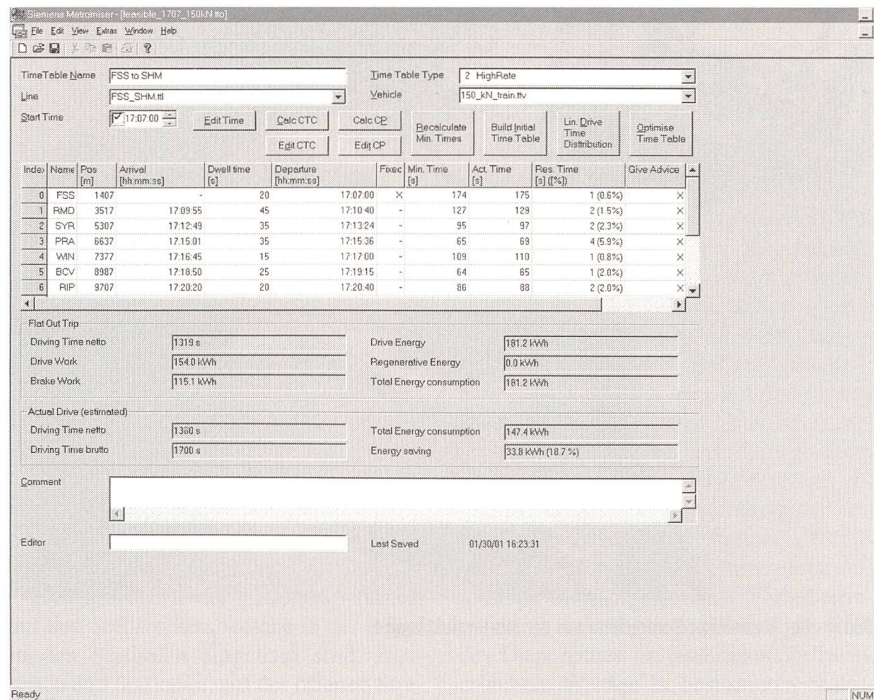 Siemens Metromiser - [feasible_1707_150kN.tto]
File Edit View Extras Window Help
TimeTable Name FSS to SHM Time Table Type 2 HighRate
Line FSS_SHM.ttl Vehicle 150_kN_train.ttv
Start Time 17:07:00 Edit Time Calc CTC Calc CP Recalculate Min. Times Build Initial Time Table Lin. Drive Time Distribution Optimise Time Table
Edit CTC Edit CP
Index Name Pos [m] Arrival [hh:mm:ss] Dwell time [s] Departure [hh:mm:ss] Fixed Min. Time [s] Act. Time [s] Res. Time [s] ([%]) Give Advice
0 FSS 1407 - 20 17:07:00 X 174 175 1 (0.6%) X
1 RMD 3517 17:09:55 45 17:10:40 - 127 129 2 (1.5%) X
2 SYR 5307 17:12:49 35 17:13:24 - 95 97 2 (2.3%) X
3 PRA 6637 17:15:01 35 17:15:36 - 65 69 4 (5.9%) X
4 WIN 7377 17:16:45 15 17:17:00 - 109 110 1 (0.8%) X
5 BCV 8987 17:18:50 25 17:19:15 - 64 65 1 (2.0%) X
6 RIP 9707 17:20:20 20 17:20:40 - 86 88 2 (2.0%) X
Flat Out Trip
Driving Time netto 1319 s Drive Energy 181.2 kWh
Drive Work 154.0 kWh Regenerative Energy 0.0 kWh
Brake Work 115.1 kWh Total Energy consumption 181.2 kWh
Actual Drive (estimated)
Driving Time netto 1360 s Total Energy consumption 147.4 kWh
Driving Time brutto 1700 s Energy saving 33.8 kWh (18.7 %)
Comment
Editor Last Saved 01/30/01 16:23:31
Ready NUM